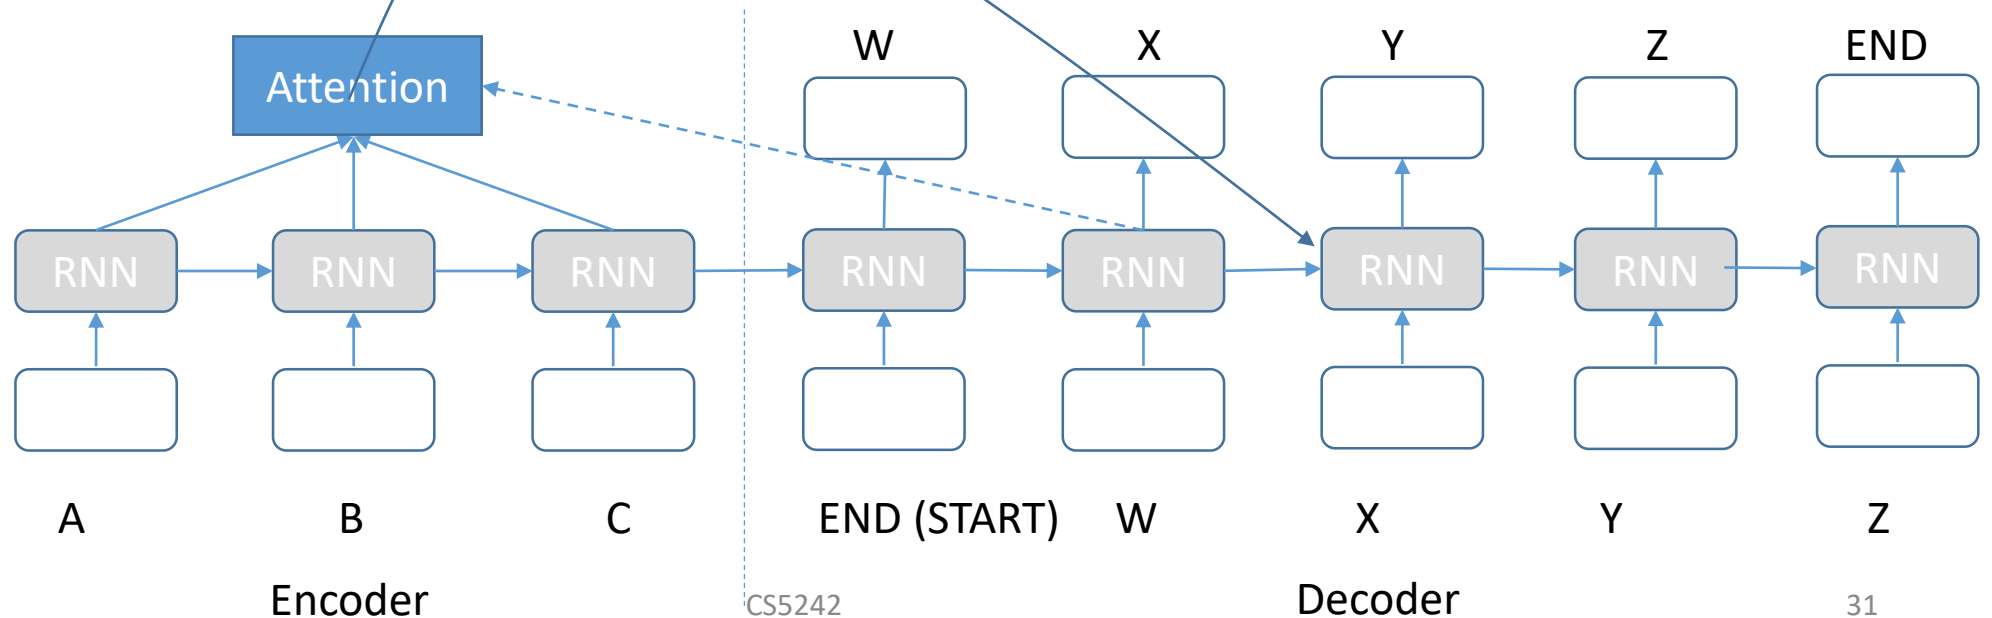 W X Y Z END
Attention
RNN RNN RNN RNN RNN RNN RNN RNN
A B C END (START) W X Y Z
Encoder Decoder
CS5242 31